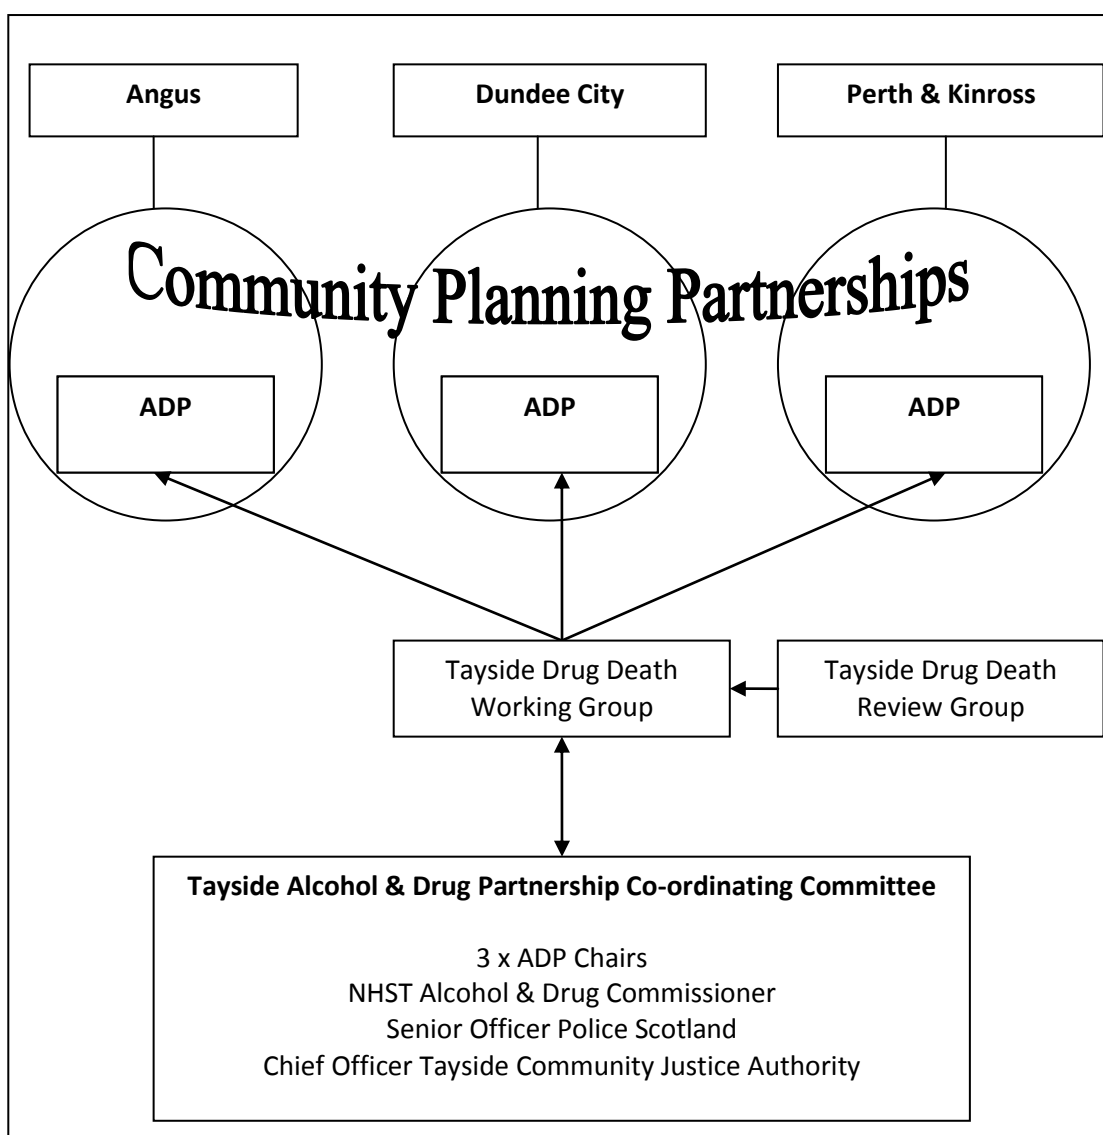 Angus
Dundee City
Perth & Kinross
Community Planning Partnerships
ADP
ADP
ADP
Tayside Drug Death
Working Group
Tayside Drug Death
Review Group
Tayside Alcohol & Drug Partnership Co-ordinating Committee
3 x ADP Chairs
NHST Alcohol & Drug Commissioner
Senior Officer Police Scotland
Chief Officer Tayside Community Justice Authority